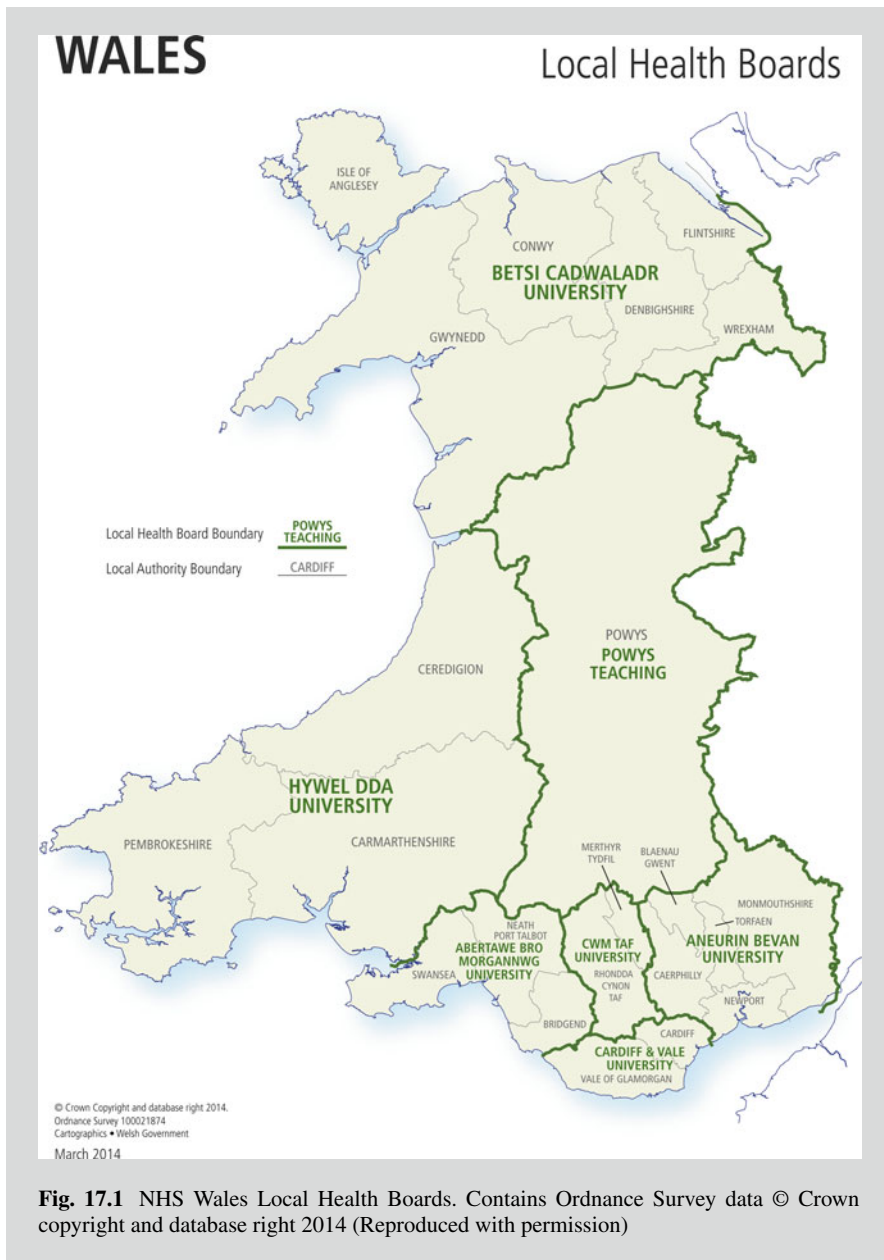 WALES
Local Health Boards
ISLE OF
ANGLESEY
FLINTSHIRE
CONWY
BETSI CADWALADR
UNIVERSITY
DENBIGHSHIRE
WREXHAM
GWYNEDD
Local Health Board Boundary
POWYS
TEACHING
Local Authority Boundary
CARDIFF
POWYS
POWYS
TEACHING
CEREDIGION
HYWEL DDA
UNIVERSITY
PEMBROKESHIRE
CARMARTHENSHIRE
MERTHYR
TYDFIL
BLAENAU
GWENT
MONMOUTHSHIRE
TORFAEN
NEATH
PORT TALBOT
ABERTAWE BRO
MORGANNWG
UNIVERSITY
SWANSEA
CWM TAF
UNIVERSITY
ANEURIN BEVAN
UNIVERSITY
RHONDDA
CYNON
TAF
CAERPHILLY
NEWPORT
BRIDGEND
CARDIFF
CARDIFF & VALE
UNIVERSITY
VALE OF GLAMORGAN
© Crown Copyright and database right 2014.
Ordnance Survey 100021874
Cartographics • Welsh Government
March 2014
Fig. 17.1 NHS Wales Local Health Boards. Contains Ordnance Survey data © Crown
copyright and database right 2014 (Reproduced with permission)